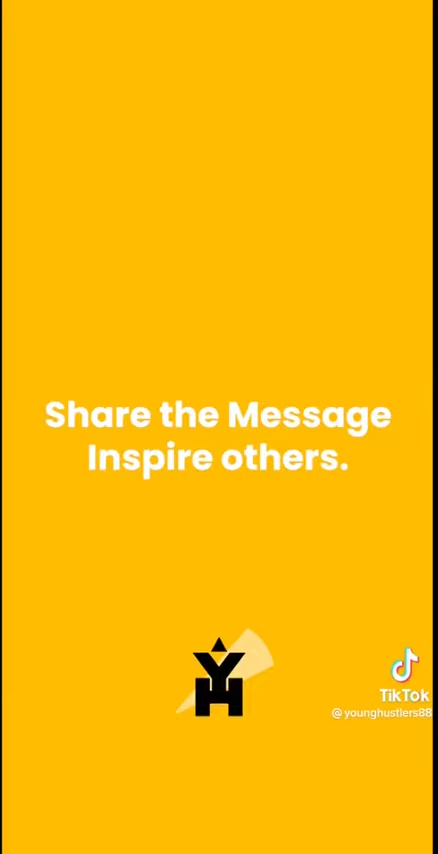 Share the Message
Inspire others.
YH
TikTok
@younghustlers88